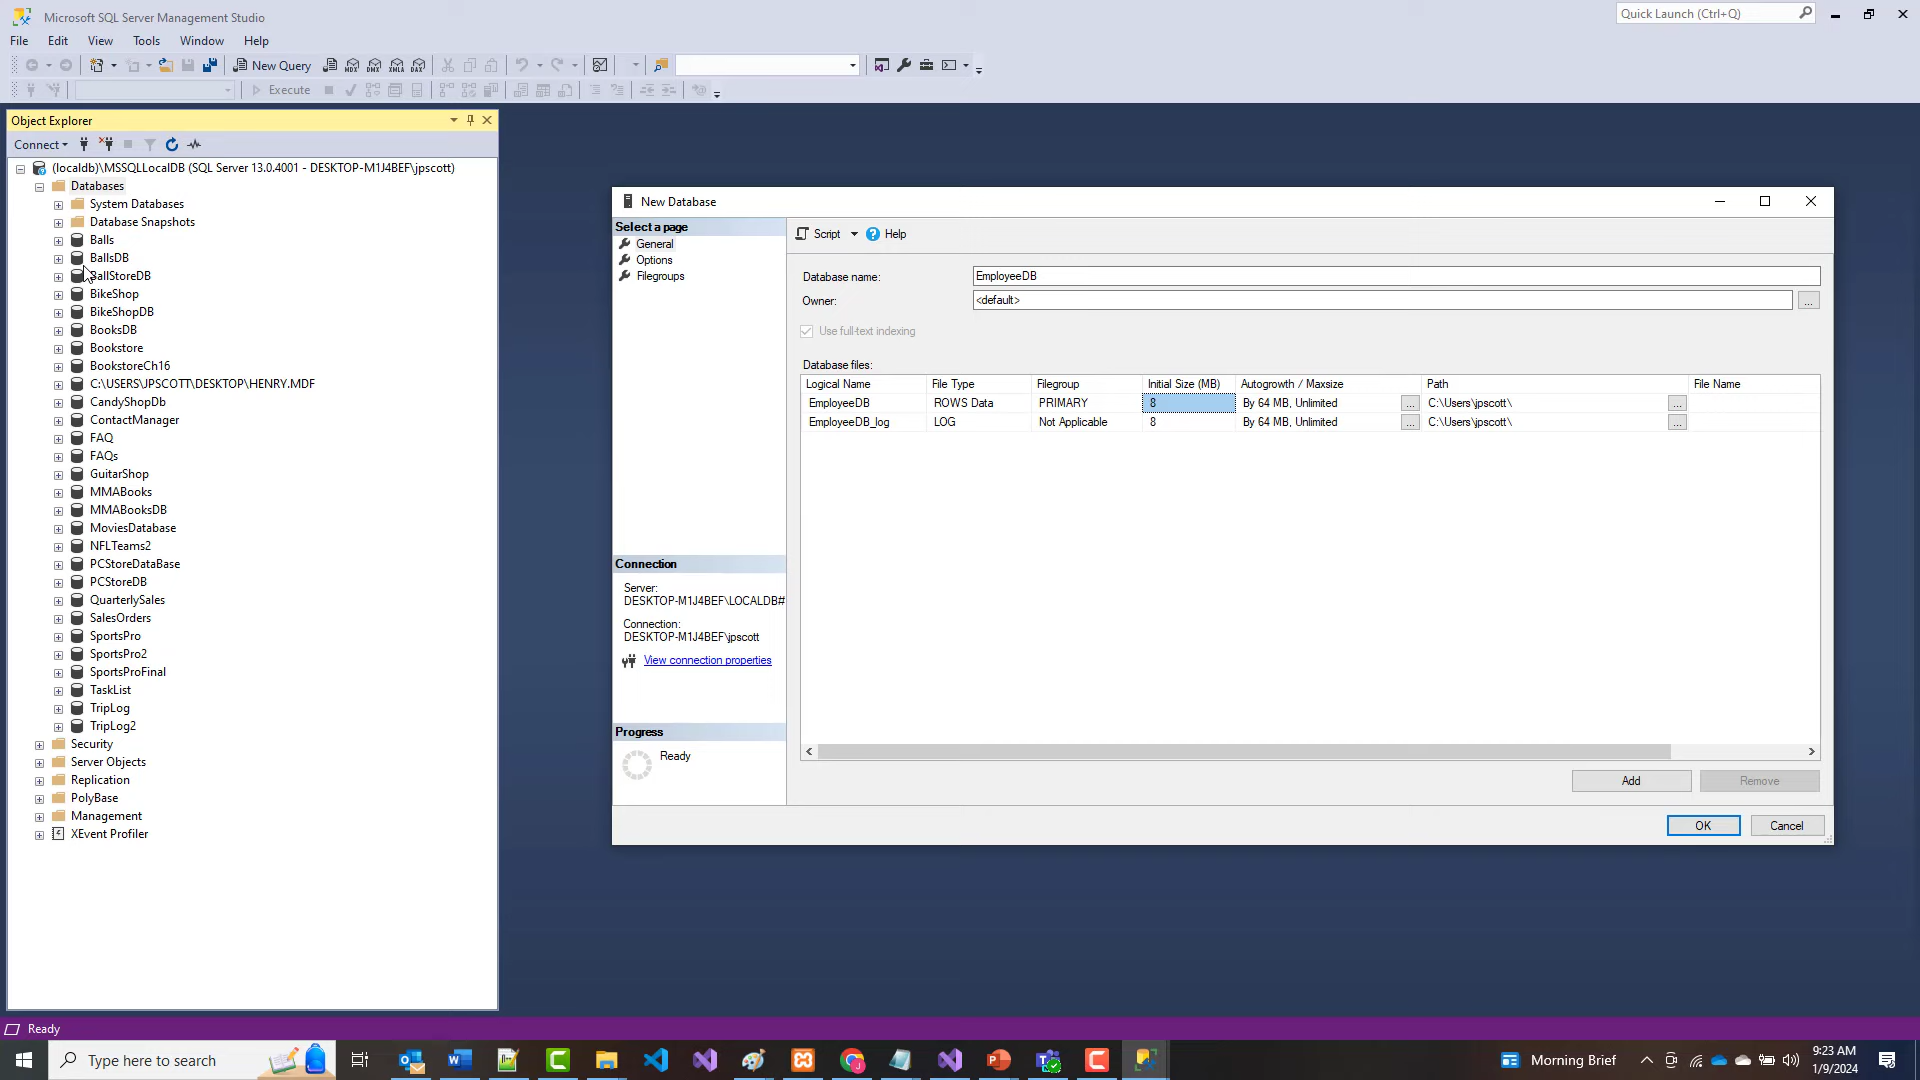 Microsoft SQL Server Management Studio
Quick Launch (Ctrl+Q)
File Edit View Tools Window Help
New Query MDX DMX XMLA DAX
Execute
Object Explorer
Connect
(localdb)\MSSQLLocalDB (SQL Server 13.0.4001 - DESKTOP-M1J4BEF\jpscott)
Databases
System Databases
Database Snapshots
Balls
BallsDB
BallStoreDB
BikeShop
BikeShopDB
BooksDB
Bookstore
BookstoreCh16
C:\USERS\JPSCOTT\DESKTOP\HENRY.MDF
CandyShopDb
ContactManager
FAQ
FAQs
GuitarShop
MMABooks
MMABooksDB
MoviesDatabase
NFLTeams2
PCStoreDataBase
PCStoreDB
QuarterlySales
SalesOrders
SportsPro
SportsPro2
SportsProFinal
TaskList
TripLog
TripLog2
Security
Server Objects
Replication
PolyBase
Management
XEvent Profiler
New Database
Select a page
General
Options
Filegroups
Connection
Server:
DESKTOP-M1J4BEF\LOCALDB#
Connection:
DESKTOP-M1J4BEF\jpscott
View connection properties
Progress
Ready
Script Help
Database name: EmployeeDB
Owner: <default> ...
Use full-text indexing
Database files:
Logical Name File Type Filegroup Initial Size (MB) Autogrowth / Maxsize Path File Name
EmployeeDB ROWS Data PRIMARY 8 By 64 MB, Unlimited ... C:\Users\jpscott\ ...
EmployeeDB_log LOG Not Applicable 8 By 64 MB, Unlimited ... C:\Users\jpscott\ ...
Add Remove
OK Cancel
Ready
Type here to search
Morning Brief
9:23 AM
1/9/2024